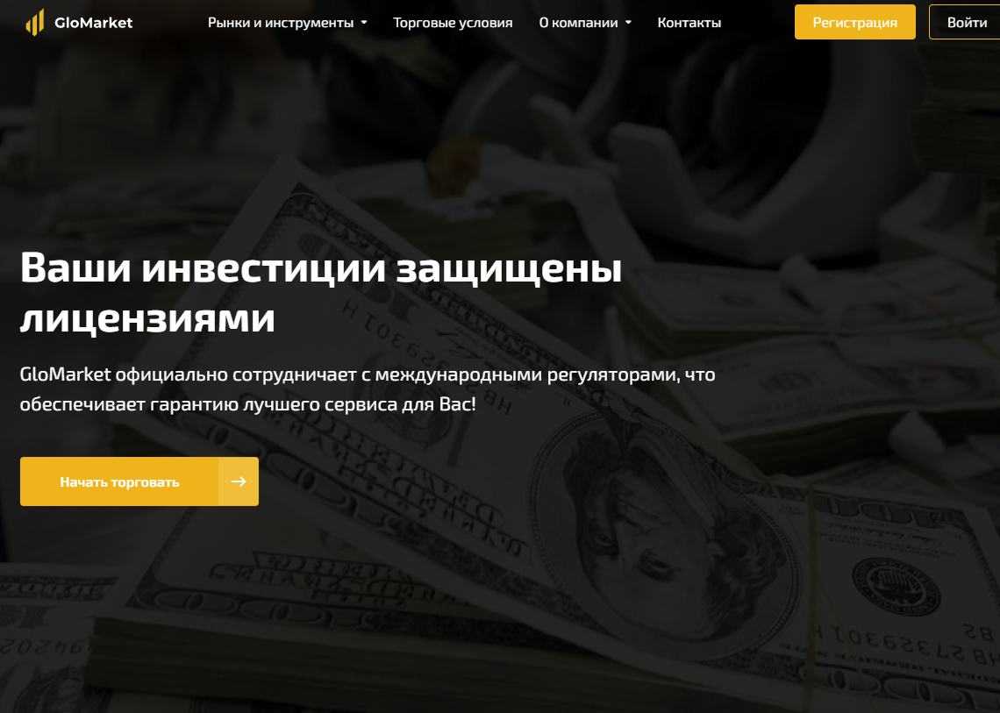 GloMarket
Рынки и инструменты
Торговые условия
О компании
Контакты
Регистрация
Войти
Ваши инвестиции защищены
лицензиями
GloMarket официально сотрудничает с международными регуляторами, что
обеспечивает гарантию лучшего сервиса для Вас!
Начать торговать